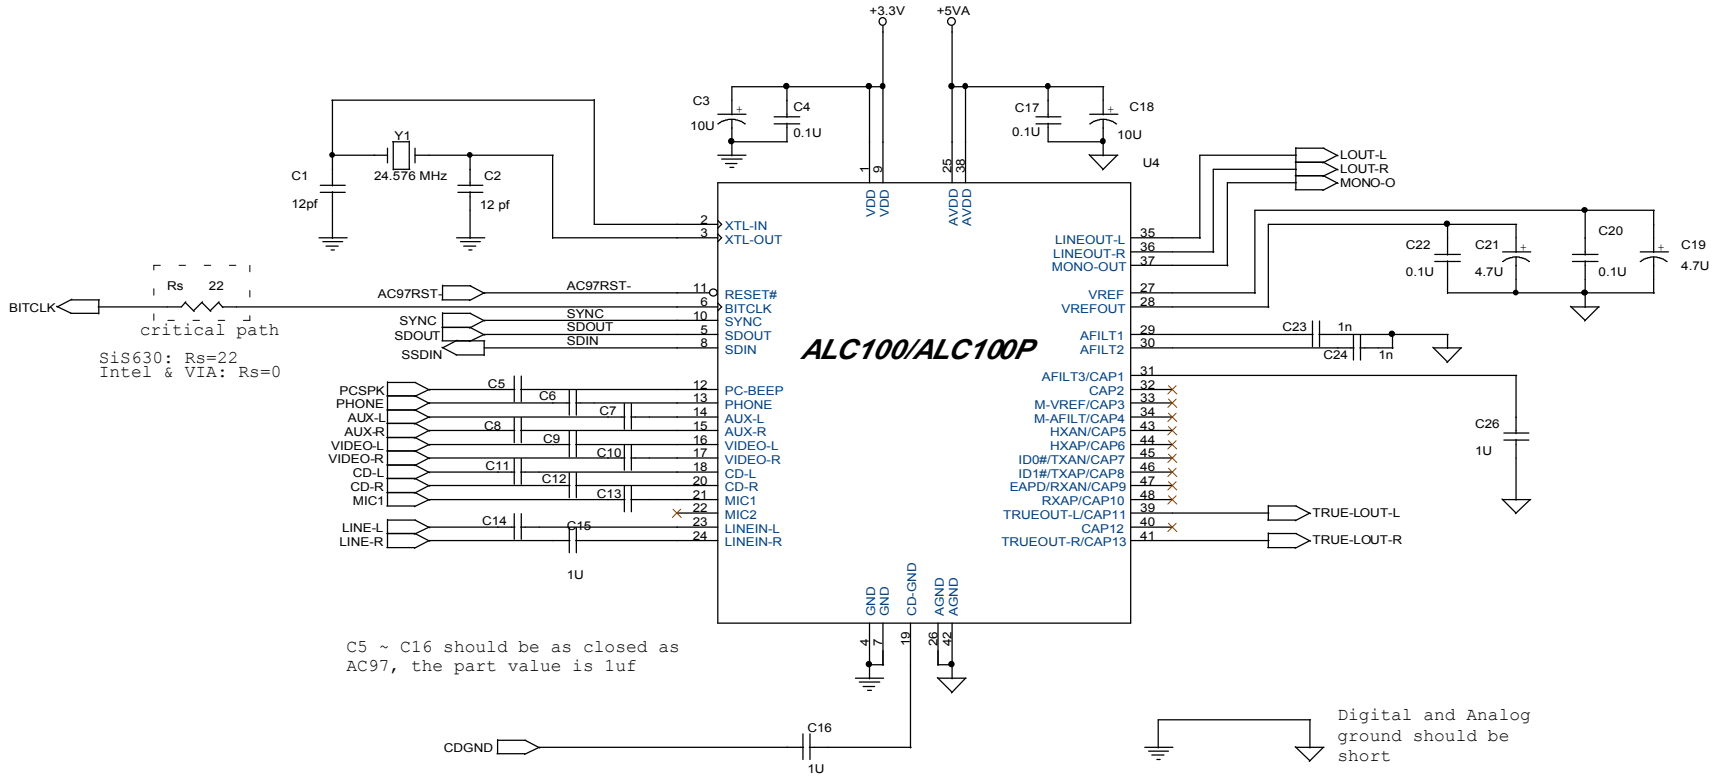 +3.3V
+5VA
C3
10U
C4
0.1U
C17
0.1U
C18
10U
Y1
24.576 MHz
C1
12pf
C2
12 pf
U4
1
9
25
38
VDD
VDD
AVDD
AVDD
2
XTL-IN
3
XTL-OUT
Rs
22
BITCLK
critical path
SiS630: Rs=22
Intel & VIA: Rs=0
AC97RST-
AC97RST-
11
RESET#
6
BITCLK
SYNC
SYNC
10
SYNC
SDOUT
SDOUT
5
SDOUT
SSDIN
SDIN
8
SDIN
ALC100/ALC100P
PCSPK
C5
12
PC-BEEP
PHONE
C6
13
PHONE
AUX-L
C7
14
AUX-L
AUX-R
C8
15
AUX-R
VIDEO-L
C9
16
VIDEO-L
VIDEO-R
C10
17
VIDEO-R
CD-L
C11
18
CD-L
CD-R
C12
20
CD-R
MIC1
C13
21
MIC1
22
MIC2
LINE-L
C14
23
LINEIN-L
LINE-R
C15
24
LINEIN-R
1U
LOUT-L
LOUT-R
MONO-O
LINEOUT-L
35
LINEOUT-R
36
MONO-OUT
37
VREF
27
VREFOUT
28
C22
0.1U
C21
4.7U
C20
0.1U
C19
4.7U
AFILT1
29
C23
1n
AFILT2
30
C24
1n
AFILT3/CAP1
31
CAP2
32
M-VREF/CAP3
33
M-AFILT/CAP4
34
HXAN/CAP5
43
HXAP/CAP6
44
ID0#/TXAN/CAP7
45
ID1#/TXAP/CAP8
46
EAPD/RXAN/CAP9
47
RXAP/CAP10
48
TRUEOUT-L/CAP11
39
TRUE-LOUT-L
CAP12
40
TRUEOUT-R/CAP13
41
TRUE-LOUT-R
C26
1U
GND
GND
CD-GND
AGND
AGND
4
7
19
26
42
C5 ~ C16 should be as closed as
AC97, the part value is 1uf
CDGND
C16
1U
Digital and Analog
ground should be
short